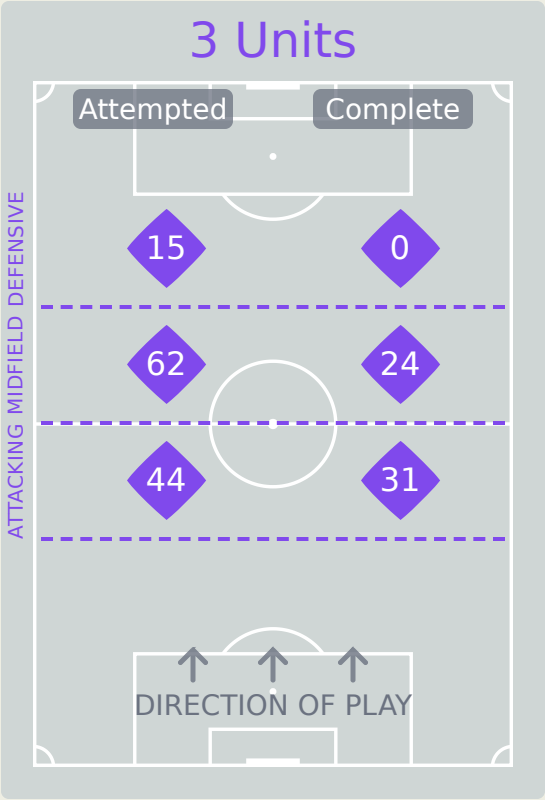 3 Units
Attempted Complete
ATTACKING MIDFIELD DEFENSIVE
15 0
62 24
44 31
DIRECTION OF PLAY